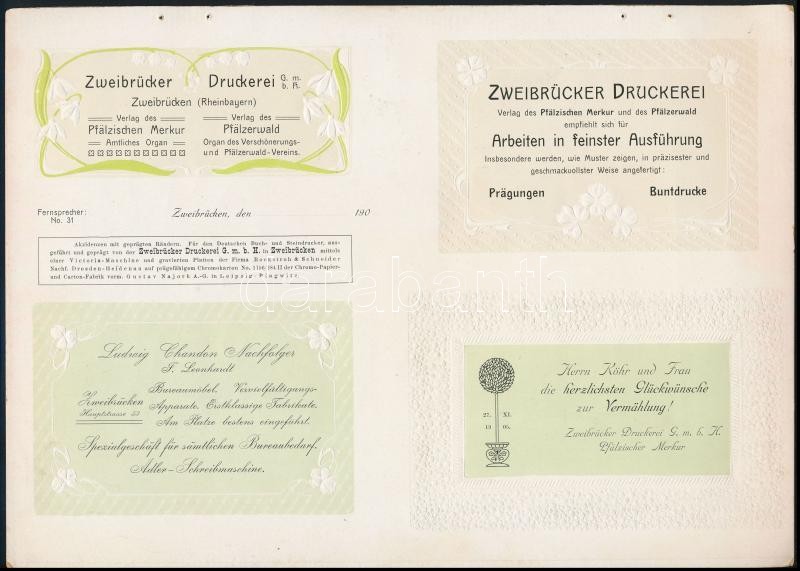 Zweibrücker Druckerei G. m. b. H.
Zweibrücken (Rheinbayern)
Verlag des
Pfälzischen Merkur
Amtliches Organ
Verlag des
Pfälzerwald
Organ des Verschönerungs-
und Pfälzerwald-Vereins.
Fernsprecher:
No. 31
Zweibrücken, den 190
Akzidenzen mit geprägten Rändern. Für den Deutschen Buch- und Steindrucker, aus-
geführt und geprägt von der Zweibrücker Druckerei G. m. b. H. in Zweibrücken mittels
einer Victoria-Maschine und gravierten Platten der Firma Rockstroh & Schneider
Nachf. Dresden-Heidenau auf prägefähigem Chromokarton No. 1116/184 II der Chromo-Papier-
und Carton-Fabrik vorm. Gustav Najork A.-G. in Leipzig-Plagwitz.
ZWEIBRÜCKER DRUCKEREI
Verlag des Pfälzischen Merkur und des Pfälzerwald
empfiehlt sich für
Arbeiten in feinster Ausführung
Insbesondere werden, wie Muster zeigen, in präzisester und
geschmackvollster Weise angefertigt:
Prägungen Buntdrucke
Ludwig Chandon Nachfolger
F. Leonhardt
Zweibrücken
Hauptstrasse 53
Bureaumöbel. Vervielfältigungs-
Apparate. Erstklassige Fabrikate.
Am Platze bestens eingeführt.
Spezialgeschäft für sämtlichen Bureaubedarf.
Adler-Schreibmaschine.
27. XI.
19 05.
Herrn Köhr und Frau
die herzlichsten Glückwünsche
zur Vermählung!
Zweibrücker Druckerei G. m. b. H.
Pfälzischer Merkur
darabanth